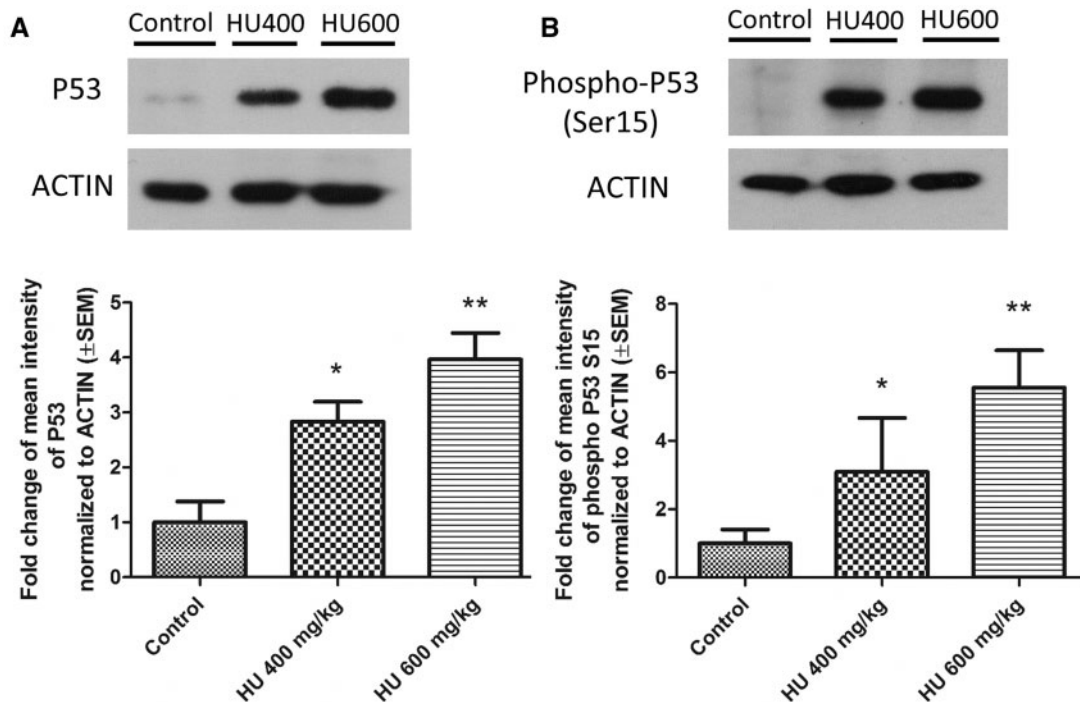 A
Control HU400 HU600
P53
ACTIN
Fold change of mean intensity
of P53
normalized to ACTIN (±SEM)
5
4
3
2
1
0
*
**
Control
HU 400 mg/kg
HU 600 mg/kg
B
Control HU400 HU600
Phospho-P53
(Ser15)
ACTIN
Fold change of mean intensity
of phospho P53 S15
normalized to ACTIN (±SEM)
8
6
4
2
0
*
**
Control
HU 400 mg/kg
HU 600 mg/kg